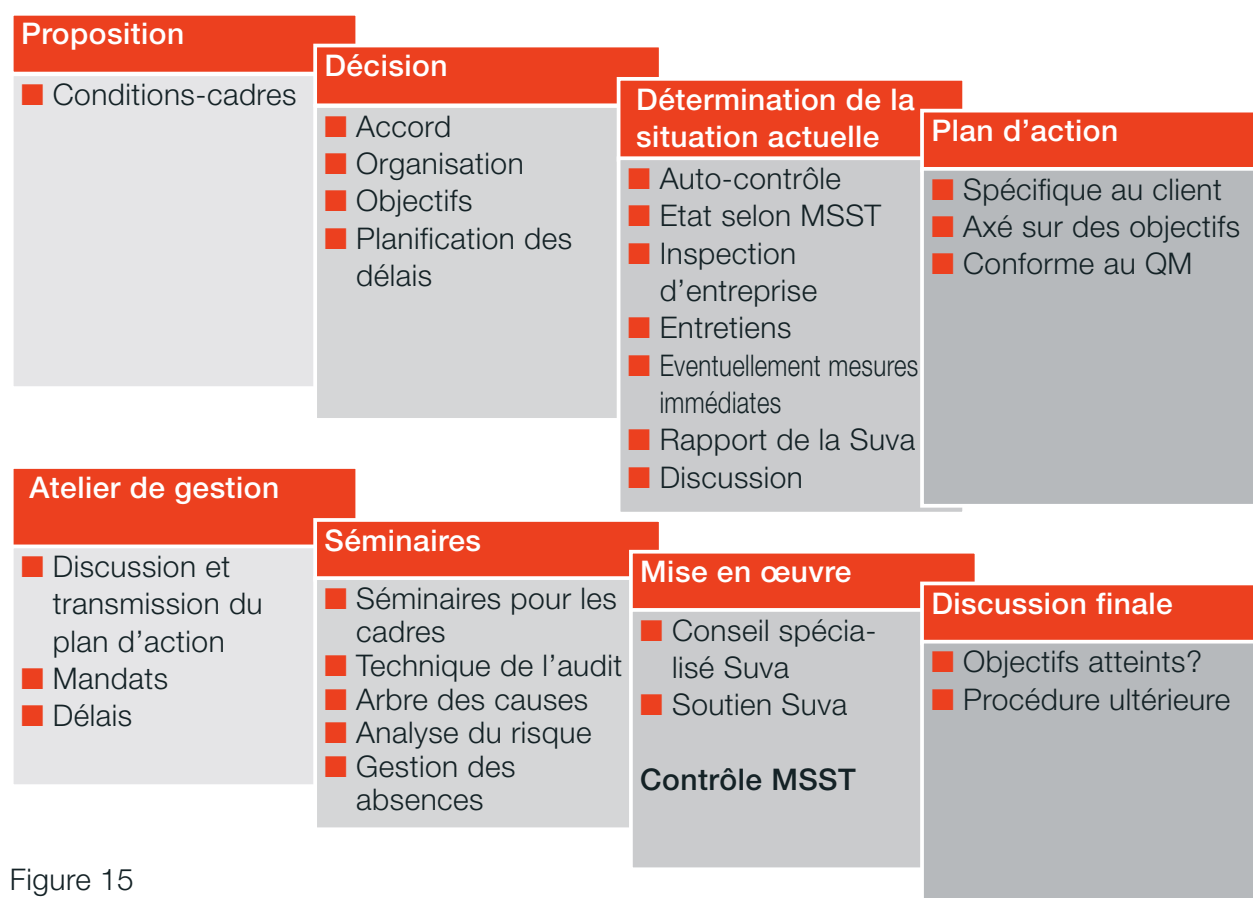 Proposition
■ Conditions-cadres
Décision
■ Accord
■ Organisation
■ Objectifs
■ Planification des
délais
Détermination de la
situation actuelle
■ Auto-contrôle
■ Etat selon MSST
■ Inspection
d’entreprise
■ Entretiens
■ Eventuellement mesures
immédiates
■ Rapport de la Suva
■ Discussion
Plan d’action
■ Spécifique au client
■ Axé sur des objectifs
■ Conforme au QM
Atelier de gestion
■ Discussion et
transmission du
plan d’action
■ Mandats
■ Délais
Séminaires
■ Séminaires pour les
cadres
■ Technique de l’audit
■ Arbre des causes
■ Analyse du risque
■ Gestion des
absences
Mise en œuvre
■ Conseil spécia-
lisé Suva
■ Soutien Suva
Contrôle MSST
Discussion finale
■ Objectifs atteints?
■ Procédure ultérieure
Figure 15